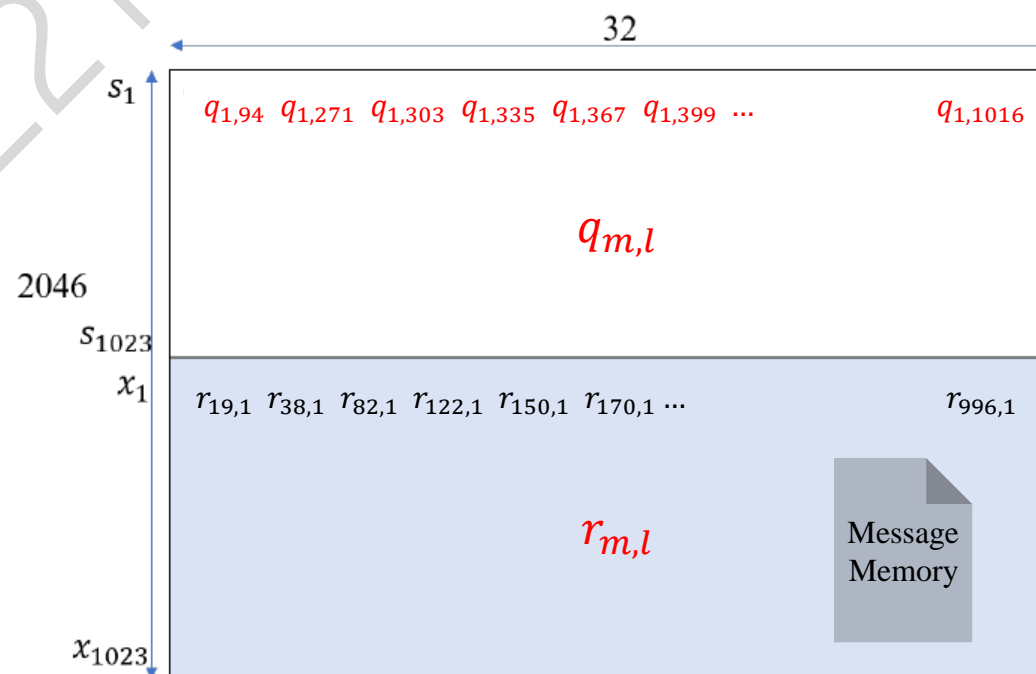 32
s₁
q₁,₉₄ q₁,₂₇₁ q₁,₃₀₃ q₁,₃₃₅ q₁,₃₆₇ q₁,₃₉₉ ... q₁,₁₀₁₆
qₘ,ₗ
2046
s₁₀₂₃
x₁
r₁₉,₁ r₃₈,₁ r₈₂,₁ r₁₂₂,₁ r₁₅₀,₁ r₁₇₀,₁ ... r₉₉₆,₁
rₘ,ₗ
Message
Memory
x₁₀₂₃